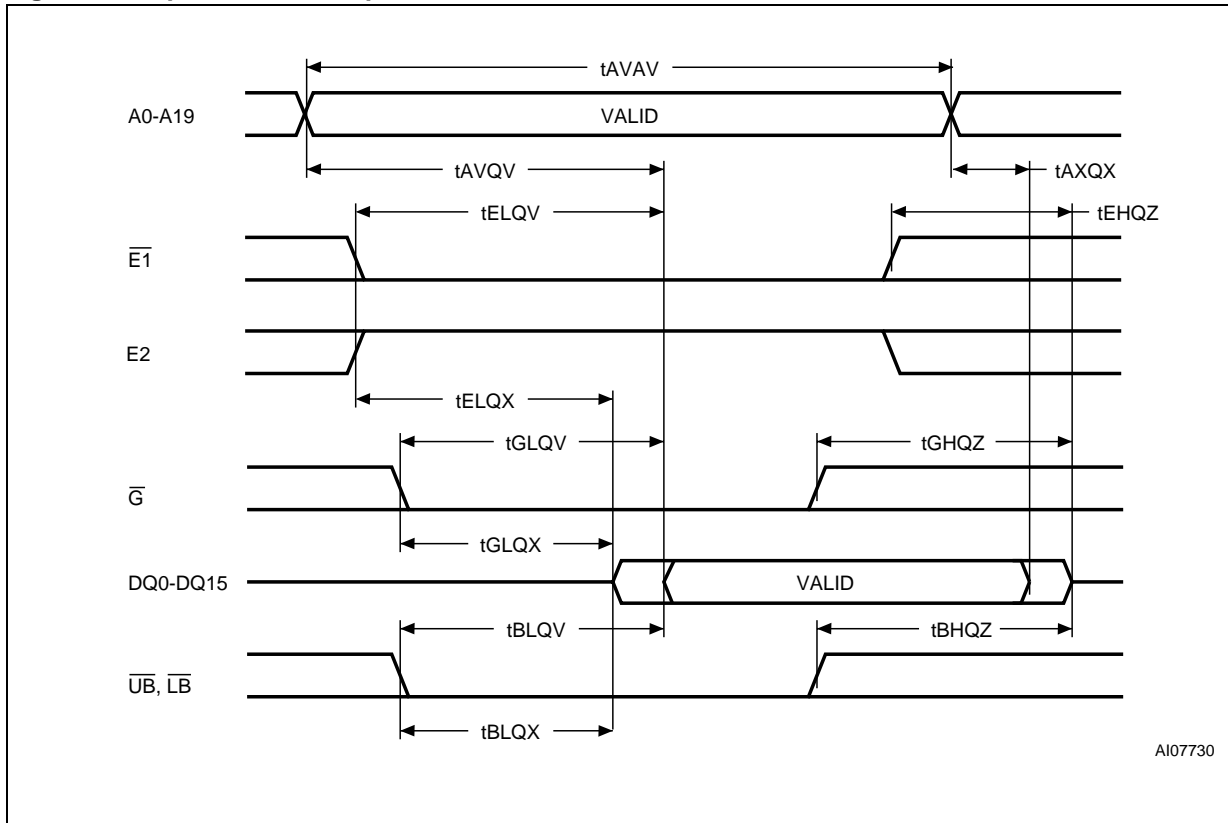 tAVAV
A0-A19
VALID
tAVQV
tAXQX
tELQV
tEHQZ
E1
E2
tELQX
tGLQV
tGHQZ
G
tGLQX
DQ0-DQ15
VALID
tBLQV
tBHQZ
UB, LB
tBLQX
AI07730